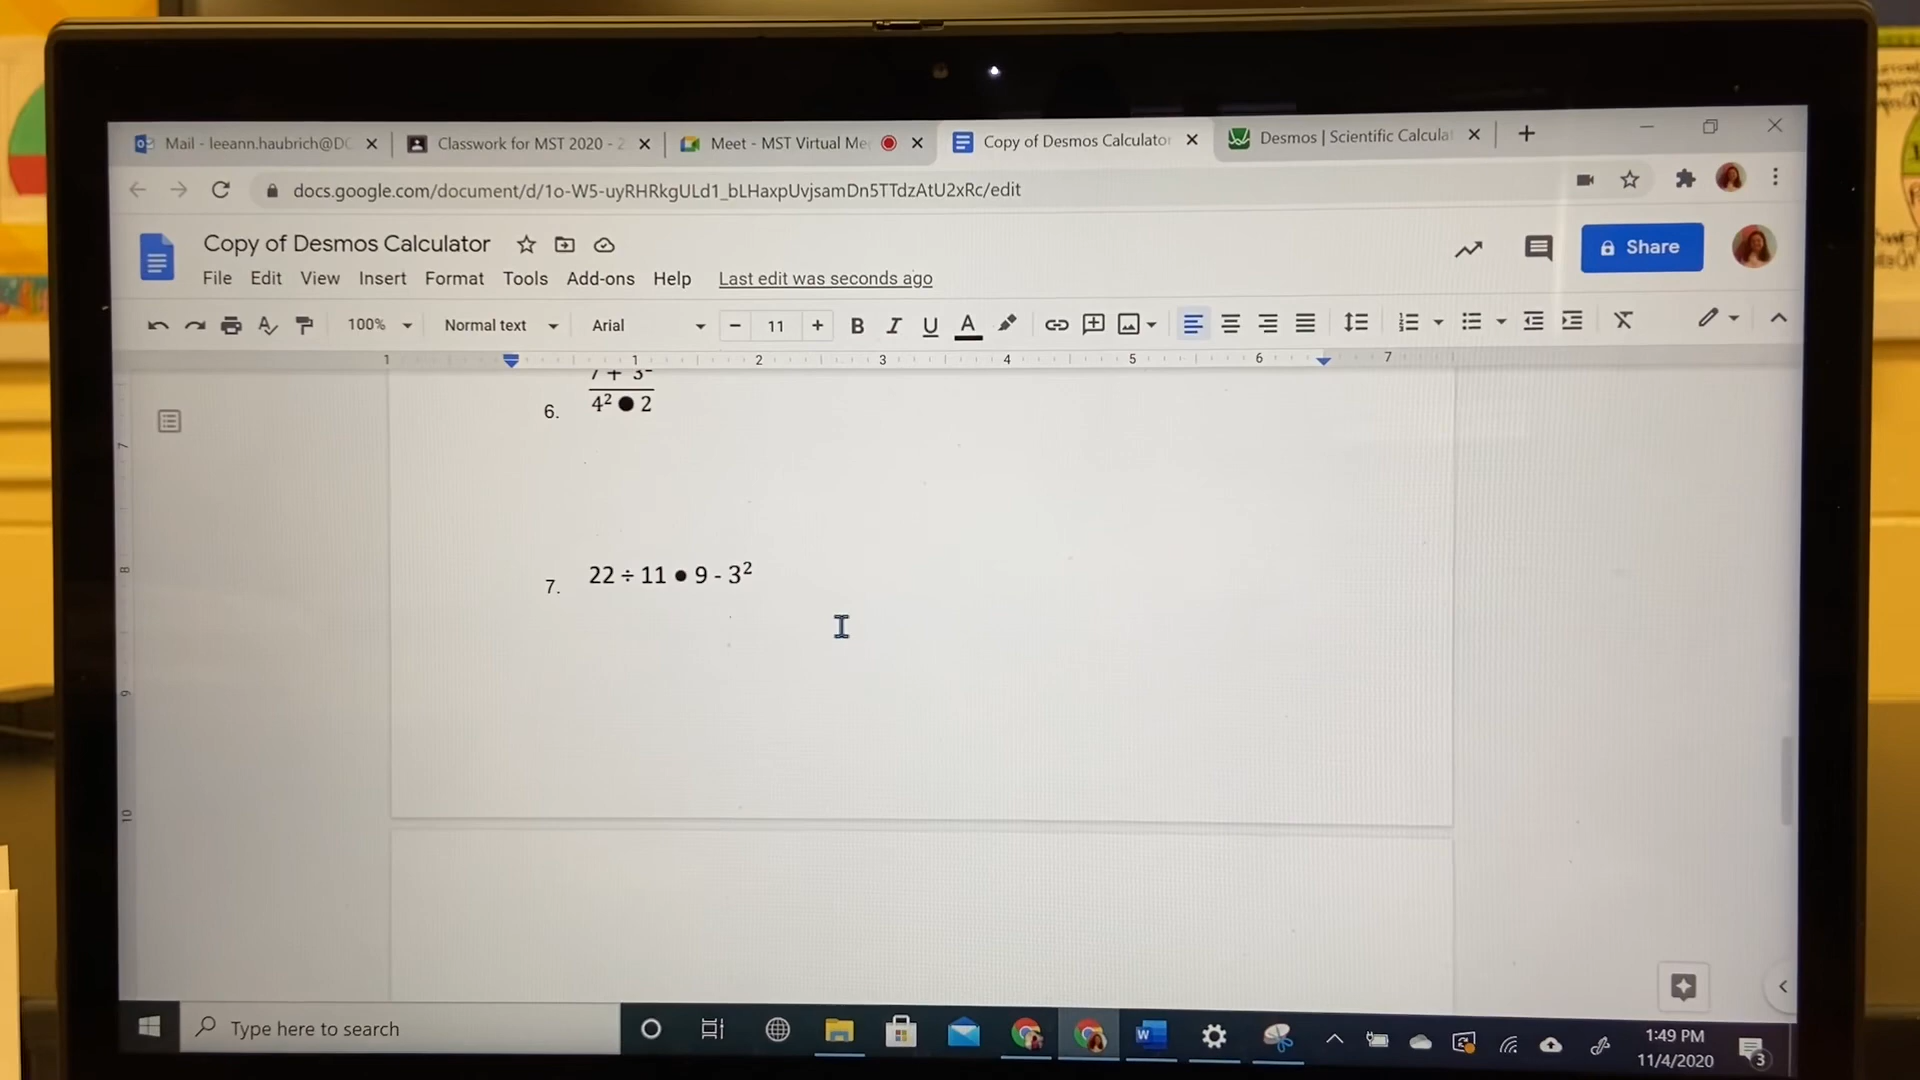 Mail - leeann.haubrich@DC
Classwork for MST 2020 - 2
Meet - MST Virtual Me
Copy of Desmos Calculator
Desmos | Scientific Calcula
docs.google.com/document/d/1o-W5-uyRHRkgULd1_bLHaxpUvjsamDn5TTdzAtU2xRc/edit
Copy of Desmos Calculator
Share
File Edit View Insert Format Tools Add-ons Help Last edit was seconds ago
100% Normal text Arial - 11 + B I U A
1 1 2 3 4 5 6 7
7 + 3
6. 4² ● 2
7
7. 22 ÷ 11 ● 9 - 3²
8
9
10
Type here to search
W
1:49 PM
11/4/2020
3